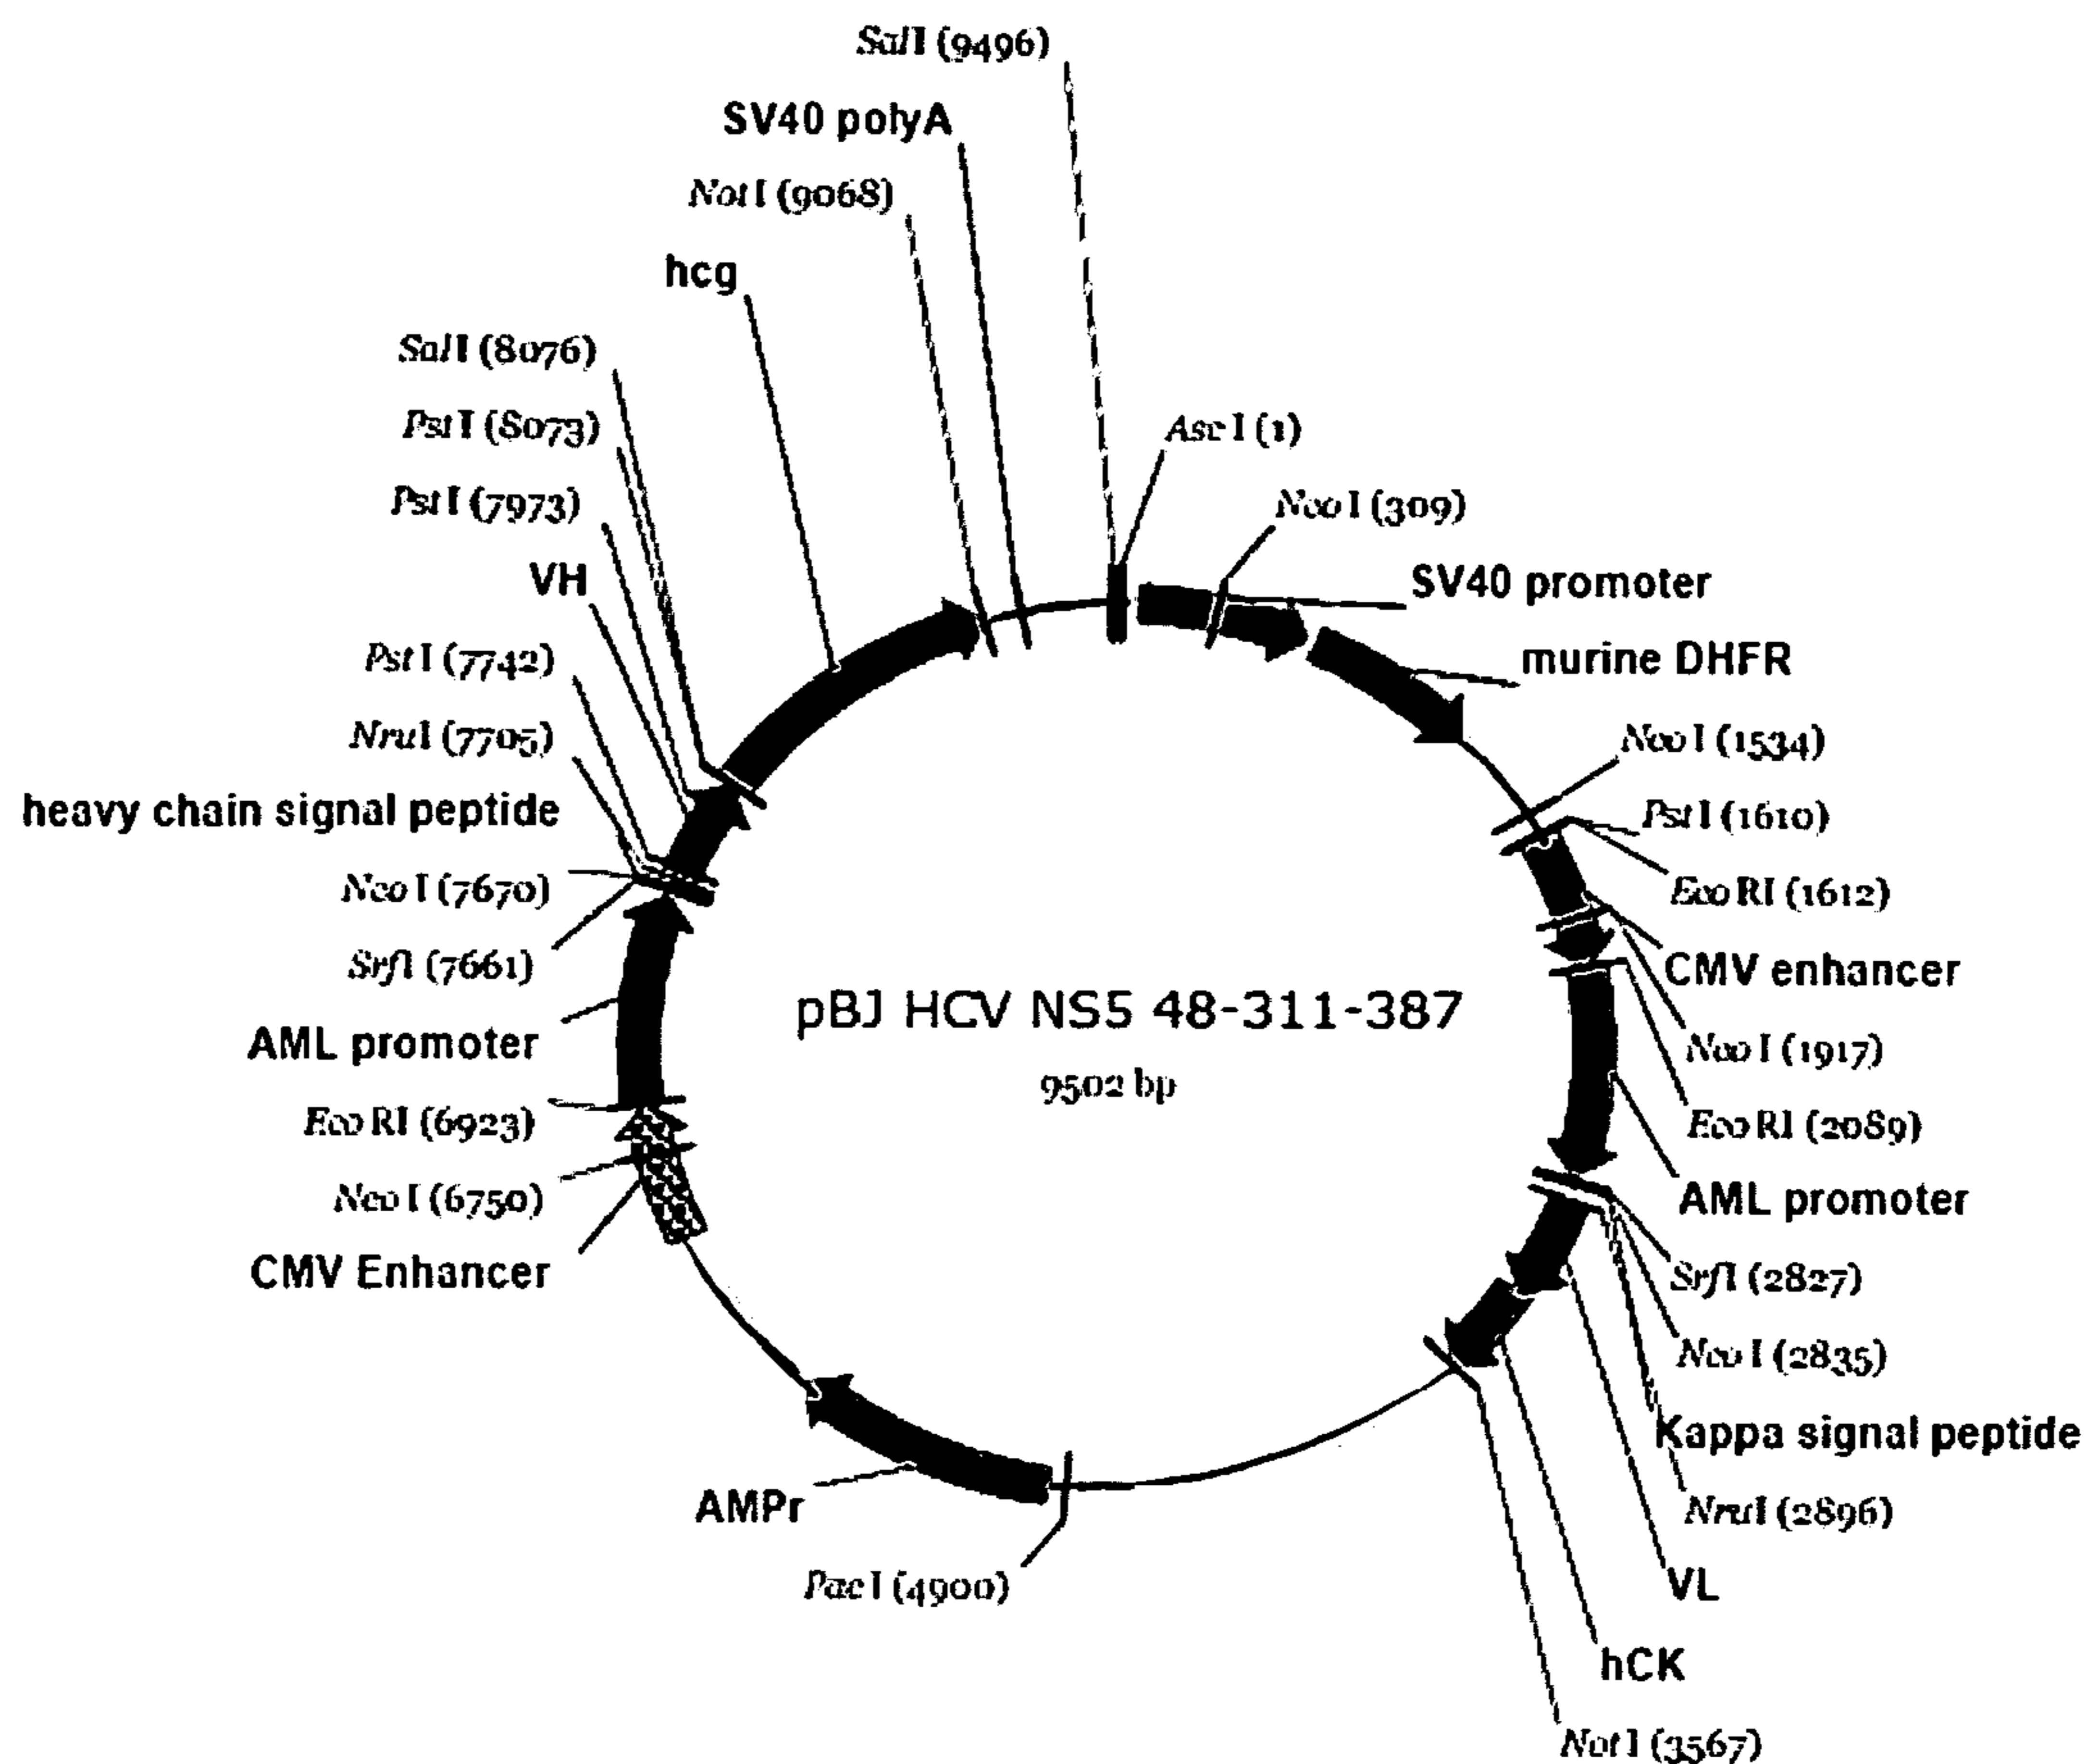 SalI (9496)
SV40 polyA
NotI (9068)
hcg
SalI (8076)
PstI (8073)
PstI (7973)
VH
PstI (7742)
NruI (7705)
heavy chain signal peptide
NcoI (7670)
SrfI (7661)
AML promoter
EcoRI (6923)
NcoI (6750)
CMV Enhancer
AscI (1)
NcoI (309)
SV40 promoter
murine DHFR
NcoI (1534)
PstI (1610)
EcoRI (1612)
CMV enhancer
NcoI (1917)
EcoRI (2089)
AML promoter
SrfI (2827)
NcoI (2835)
Kappa signal peptide
NruI (2896)
VL
hCK
NotI (3567)
pBJ HCV NS5 48-311-387
9502 bp
AMPr
PacI (4900)